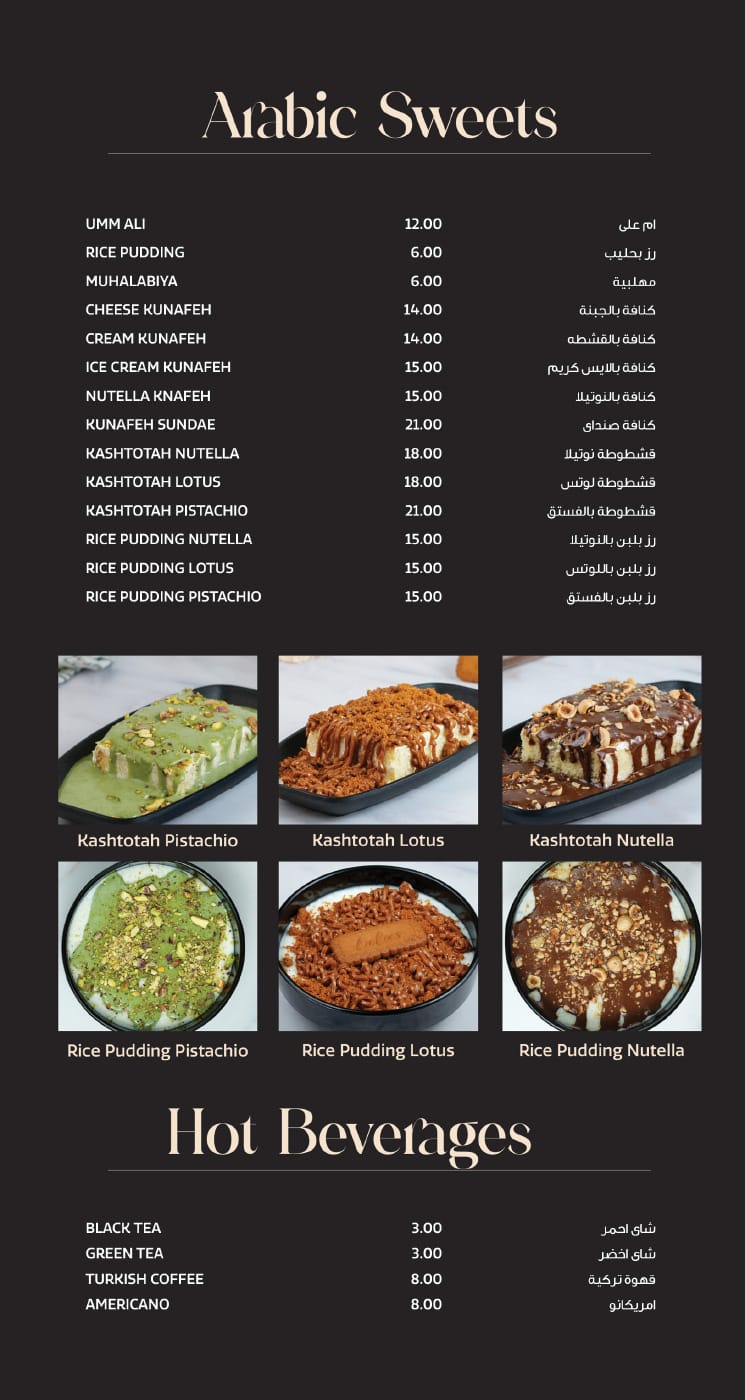 Arabic Sweets
UMM ALI 12.00 ام على
RICE PUDDING 6.00 رز بحليب
MUHALABIYA 6.00 مهلبية
CHEESE KUNAFEH 14.00 كنافة بالجبنة
CREAM KUNAFEH 14.00 كنافة بالقشطه
ICE CREAM KUNAFEH 15.00 كنافة بالايس كريم
NUTELLA KNAFEH 15.00 كنافة بالنوتيلا
KUNAFEH SUNDAE 21.00 كنافة صنداى
KASHTOTAH NUTELLA 18.00 قشطوطة نوتيلا
KASHTOTAH LOTUS 18.00 قشطوطة لوتس
KASHTOTAH PISTACHIO 21.00 قشطوطة بالفستق
RICE PUDDING NUTELLA 15.00 رز بلبن بالنوتيلا
RICE PUDDING LOTUS 15.00 رز بلبن باللوتس
RICE PUDDING PISTACHIO 15.00 رز بلبن بالفستق
Kashtotah Pistachio Kashtotah Lotus Kashtotah Nutella
Rice Pudding Pistachio Rice Pudding Lotus Rice Pudding Nutella
Hot Beverages
BLACK TEA 3.00 شاى احمر
GREEN TEA 3.00 شاى اخضر
TURKISH COFFEE 8.00 قهوة تركية
AMERICANO 8.00 امريكانو